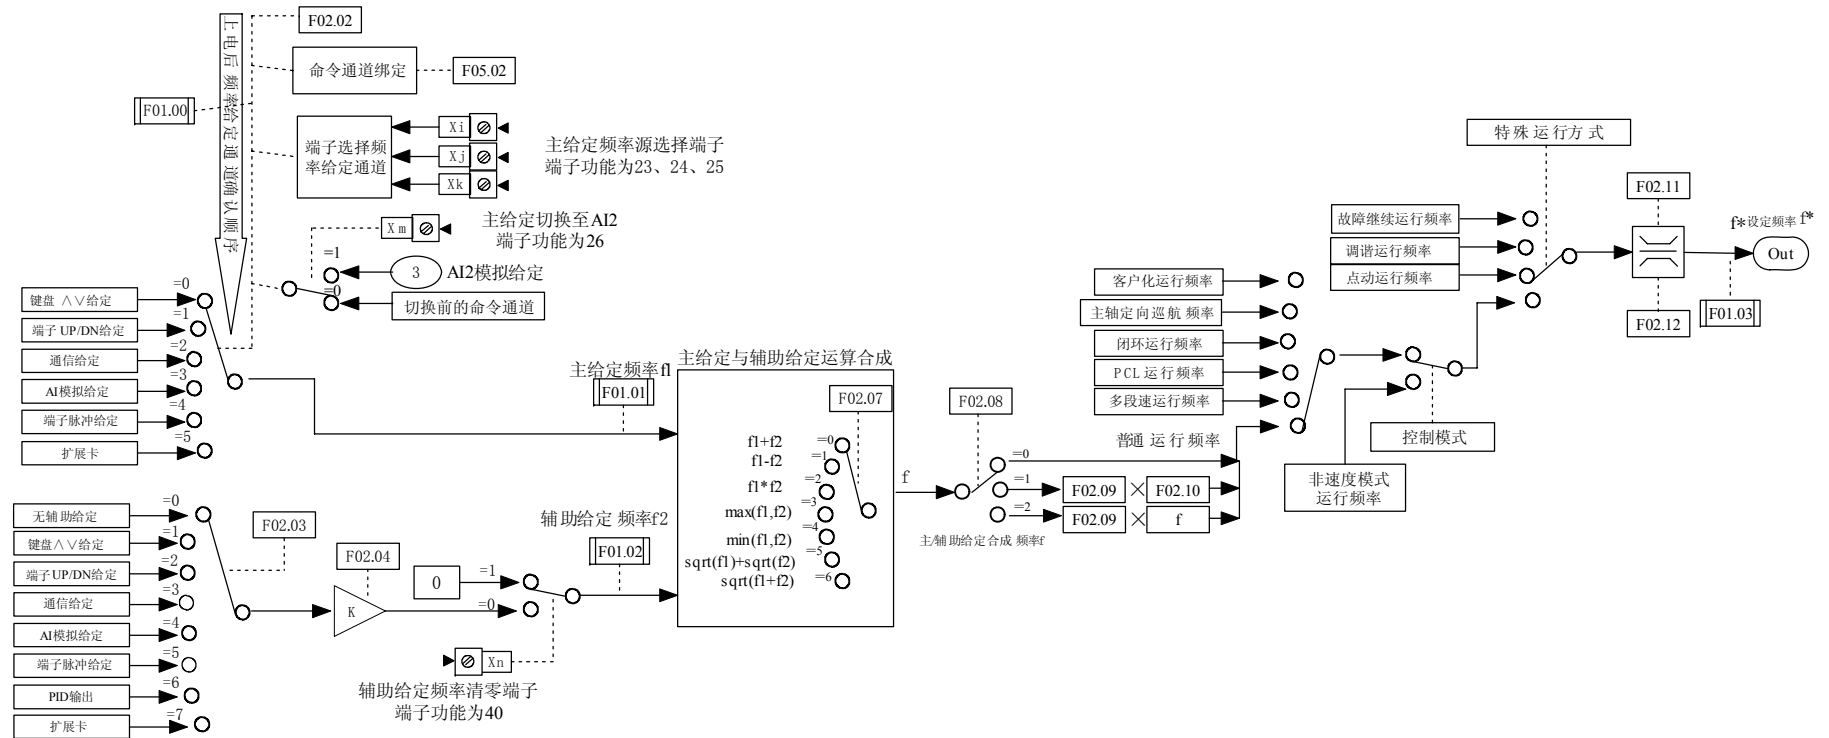 上电后 频率给定通道确认顺序
F02.02
命令通道绑定
F05.02
F01.00
端子选择频
率给定通道
Xi
Xj
Xk
主给定频率源选择端子
端子功能为23、24、25
Xm
主给定切换至AI2
端子功能为26
=1
3
AI2模拟给定
=0
切换前的命令通道
键盘 ∧∨给定
=0
端子 UP/DN给定
=1
通信给定
=2
AI模拟给定
=3
端子脉冲给定
=4
扩展卡
=5
主给定频率f1
F01.01
无辅助给定
=0
键盘∧∨给定
=1
端子UP/DN给定
=2
通信给定
=3
AI模拟给定
=4
端子脉冲给定
=5
PID输出
=6
扩展卡
=7
F02.03
F02.04
K
0
=1
=0
辅助给定 频率f2
F01.02
Xn
辅助给定频率清零端子
端子功能为40
主给定与辅助给定运算合成
F02.07
f1+f2
=0
f1-f2
=1
f1*f2
=2
max(f1,f2)
=3
min(f1,f2)
=4
sqrt(f1)+sqrt(f2)
=5
sqrt(f1+f2)
=6
f
F02.08
=0
=1
F02.09
×
F02.10
=2
F02.09
×
f
主/辅助给定合成 频率f
普通 运 行 频率
客户化运行频率
主轴定向巡航 频率
闭环运行频率
PCL 运行频率
多段速运行频率
控制模式
非速度模式
运行频率
特殊运行方式
故障继续运行频率
调谐运行频率
点动运行频率
F02.11
F02.12
f*设定频率 f*
Out
F01.03